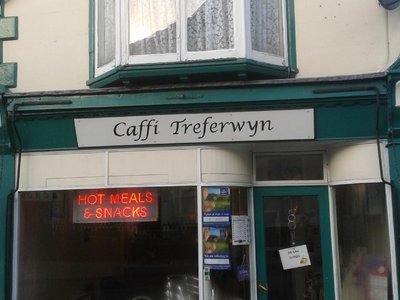 Caffi Treferwyn
HOT MEALS
& SNACKS